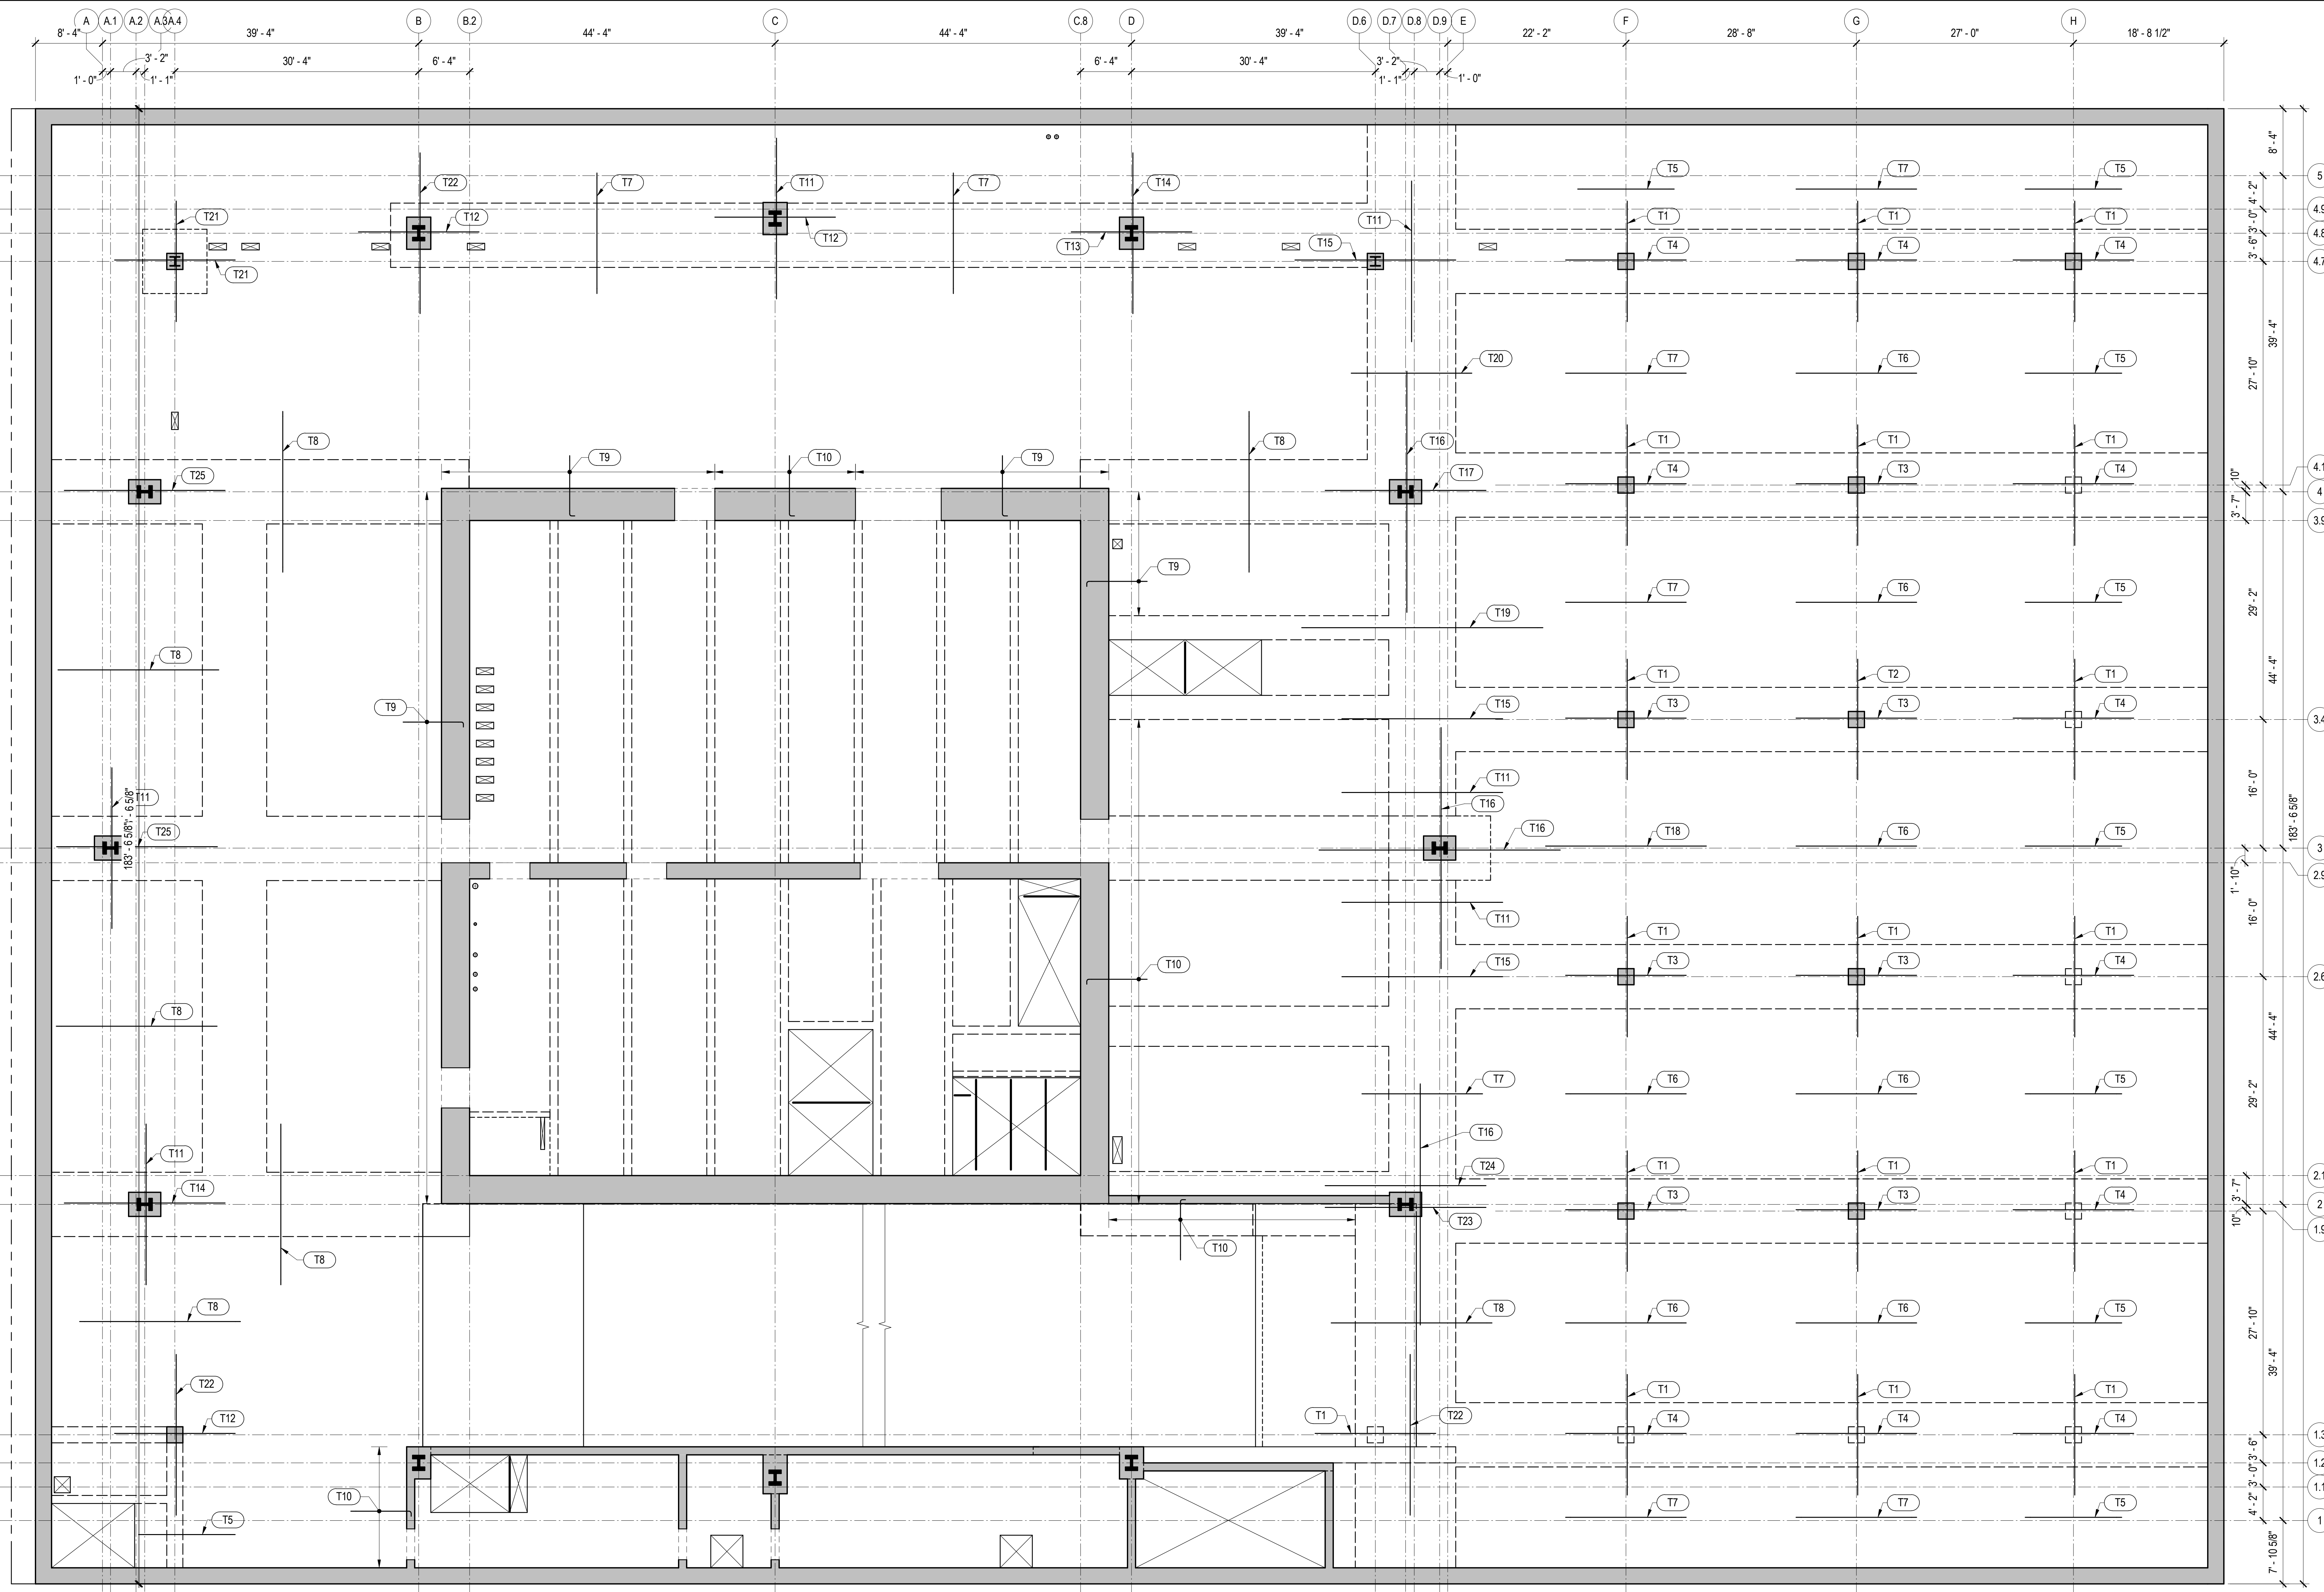 A A.1 A.2 A.3 A.4 B B.2 C C.8 D D.6 D.7 D.8 D.9 E F G H
8' - 4" 39' - 4" 44' - 4" 44' - 4" 39' - 4" 22' - 2" 28' - 8" 27' - 0" 18' - 8 1/2"
3' - 2" 30' - 4" 6' - 4" 6' - 4" 30' - 4" 3' - 2"
1' - 0" 1' - 1" 1' - 1" 1' - 0"
8' - 4"
T5 T7 T5
5
T22 T7 T11 T7 T14
4' - 2"
4.9
T21 T11 T1 T1 T1
3' - 0"
4.8
T12 T12 T13 T15 T4 T4 T4
3' - 6"
4.7
T21
39' - 4"
T20 T7 T6 T5
27' - 10"
T8 T8 T16 T1 T1 T1
T9 T10 T9
4.1
T25 T17 T4 T3 T4
10"
4
3' - 7"
3.9
T9
T7 T6 T5
29' - 2"
T19
T8
44' - 4"
T1 T2 T1
T9 T15 T3 T3 T4
3.4
T11
T11 T16
16' - 0"
183' - 6 5/8"
183' - 6 5/8"
T25 T16 T18 T6 T5
3
2.9
1' - 10"
16' - 0"
T11
T1 T1 T1
T10 T15 T3 T3 T4
2.6
T8
44' - 4"
T7 T6 T6 T5
29' - 2"
T16
T11 T24 T1 T1 T1
2.1
3' - 7"
T14 T3 T3 T4
2
T23
10"
1.9
T10
T8
T8 T8 T6 T6 T5
27' - 10"
39' - 4"
T22 T1 T1 T1
T12 T1 T22 T4 T4 T4
1.3
3' - 6"
1.2
3' - 0"
1.1
T10 T7 T7 T5
4' - 2"
T5
1
7' - 10 5/8"